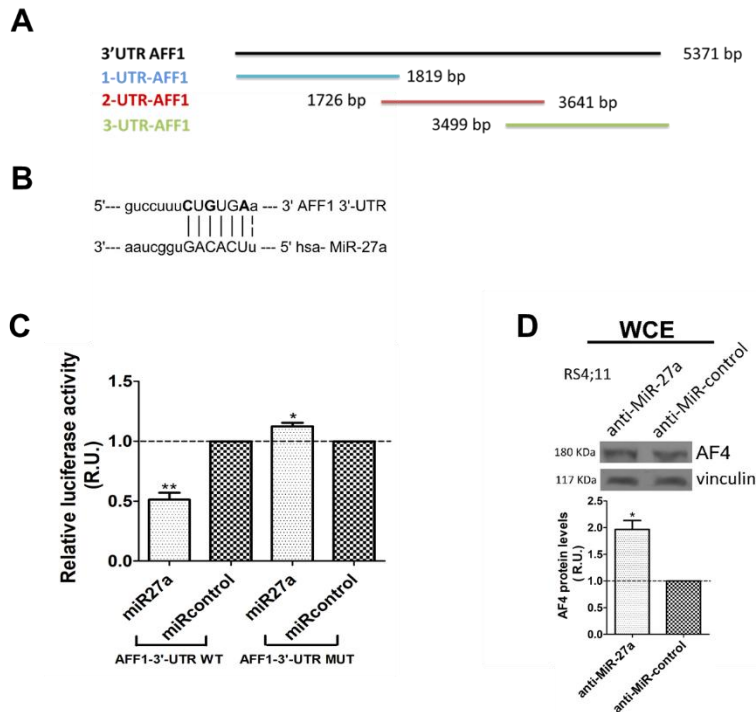 A
3'UTR AFF1
5371 bp
1-UTR-AFF1
1819 bp
2-UTR-AFF1
1726 bp
3641 bp
3-UTR-AFF1
3499 bp
B
5'--- guccuuuCUGUGAa --- 3' AFF1 3'-UTR
3'--- aaucgguGACACUu --- 5' hsa- MiR-27a
C
Relative luciferase activity
(R.U.)
1.5
1.0
0.5
0.0
**
*
miR27a
miRcontrol
miR27a
miRcontrol
AFF1-3'-UTR WT
AFF1-3'-UTR MUT
D
WCE
RS4;11
anti-MiR-27a
anti-MiR-control
180 KDa
AF4
117 KDa
vinculin
AF4 protein levels
(R.U.)
2.5
2.0
1.5
1.0
0.5
0.0
*
anti-MiR-27a
anti-MiR-control